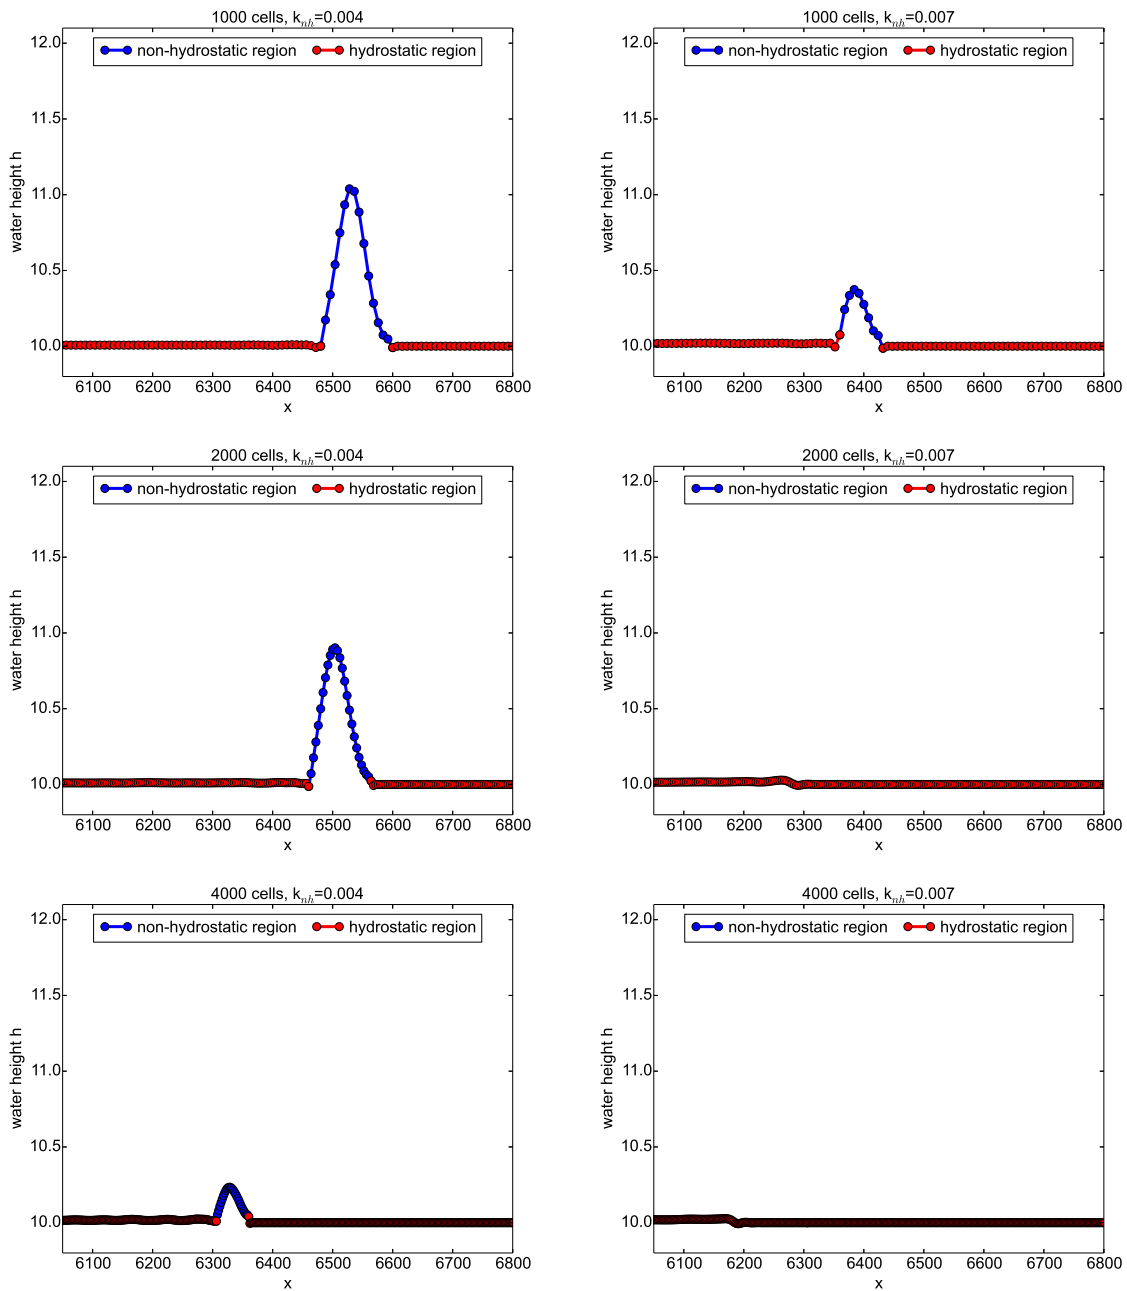 1000 cells, k_nh=0.004
non-hydrostatic region hydrostatic region
12.0
11.5
11.0
10.5
10.0
water height h
6100 6200 6300 6400 6500 6600 6700 6800
x
1000 cells, k_nh=0.007
non-hydrostatic region hydrostatic region
12.0
11.5
11.0
10.5
10.0
water height h
6100 6200 6300 6400 6500 6600 6700 6800
x
2000 cells, k_nh=0.004
non-hydrostatic region hydrostatic region
12.0
11.5
11.0
10.5
10.0
water height h
6100 6200 6300 6400 6500 6600 6700 6800
x
2000 cells, k_nh=0.007
non-hydrostatic region hydrostatic region
12.0
11.5
11.0
10.5
10.0
water height h
6100 6200 6300 6400 6500 6600 6700 6800
x
4000 cells, k_nh=0.004
non-hydrostatic region hydrostatic region
12.0
11.5
11.0
10.5
10.0
water height h
6100 6200 6300 6400 6500 6600 6700 6800
x
4000 cells, k_nh=0.007
non-hydrostatic region hydrostatic region
12.0
11.5
11.0
10.5
10.0
water height h
6100 6200 6300 6400 6500 6600 6700 6800
x